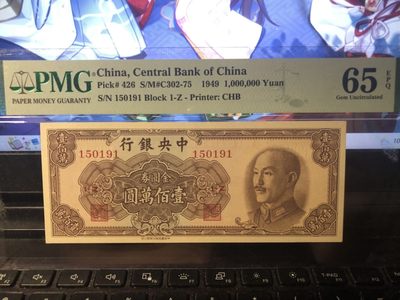 PMG
PAPER MONEY GUARANTY
China, Central Bank of China
Pick# 426 S/M#C302-75 1949 1,000,000 Yuan
S/N 150191 Block 1-Z - Printer: CHB
65 EPQ
Gem Uncirculated
中央銀行
150191 150191
金圓券
壹佰萬圓